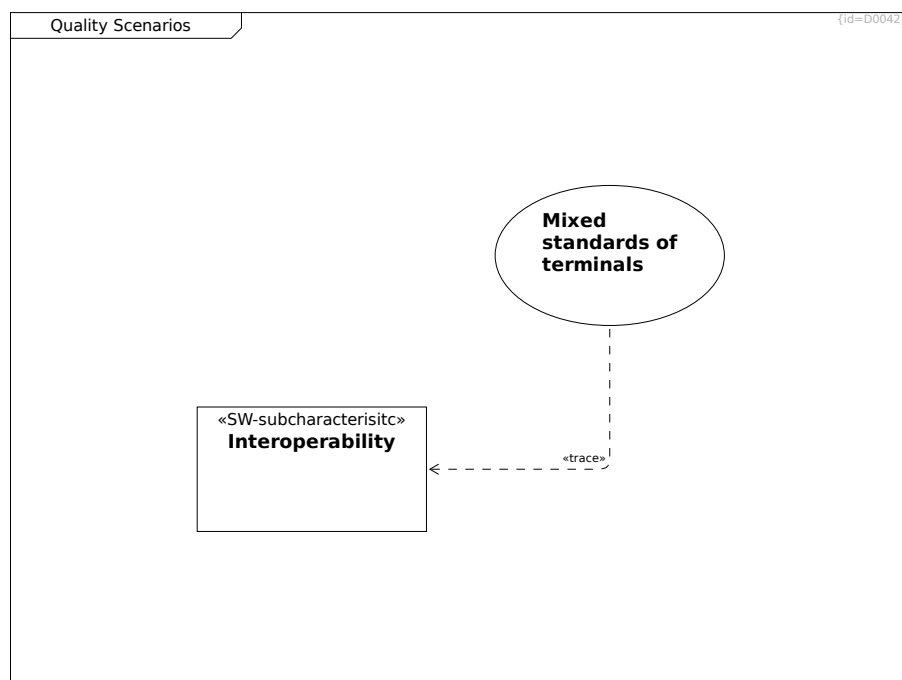 Quality Scenarios
{id=D0042
Mixed
standards of
terminals
«SW-subcharacterisitc»
Interoperability
«trace»